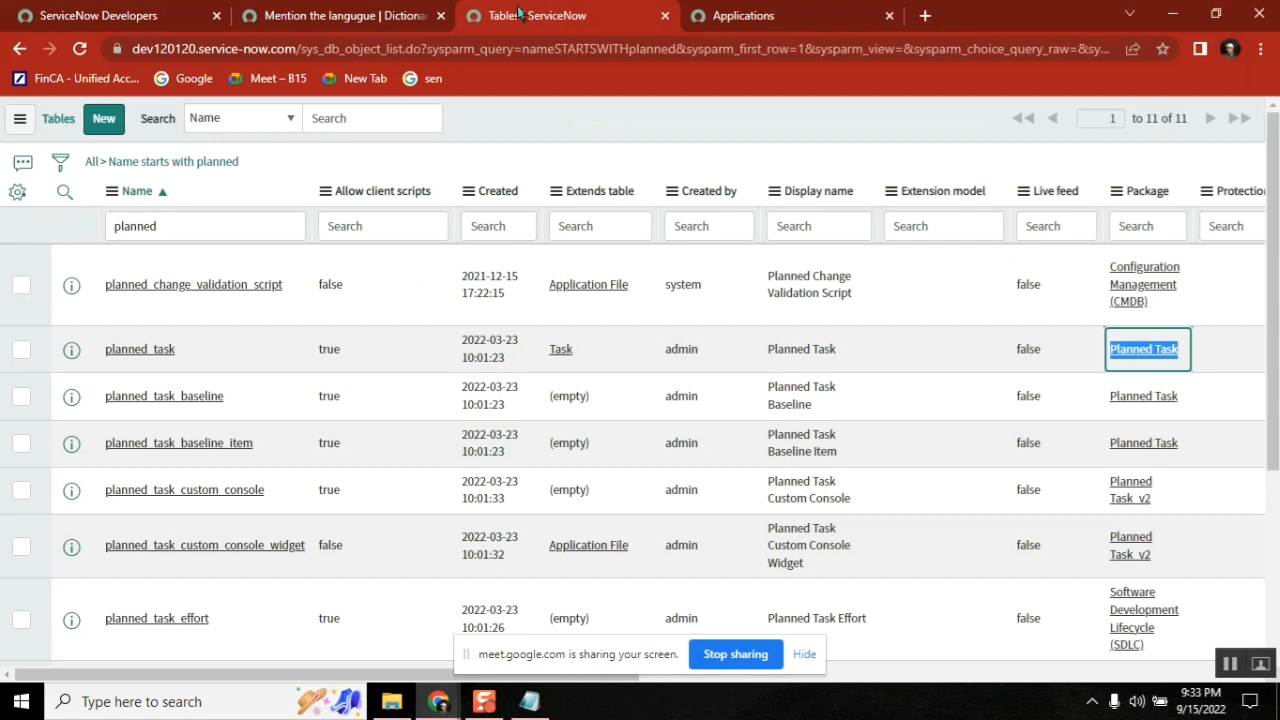 ServiceNow Developers
Mention the langugue | Dictionar
Tables ServiceNow
Applications
dev120120.service-now.com/sys_db_object_list.do?sysparm_query=nameSTARTSWITHplanned&sysparm_first_row=1&sysparm_view=&sysparm_choice_query_raw=&sy...
FinCA - Unified Acc...
Google
Meet – B15
New Tab
sen
Tables
New
Search
Name
Search
1
to 11 of 11
All > Name starts with planned
Name
Allow client scripts
Created
Extends table
Created by
Display name
Extension model
Live feed
Package
Protectio
planned
Search
Search
Search
Search
Search
Search
Search
Search
Search
planned_change_validation_script
false
2021-12-15
17:22:15
Application File
system
Planned Change
Validation Script
false
Configuration
Management
(CMDB)
planned_task
true
2022-03-23
10:01:23
Task
admin
Planned Task
false
Planned Task
planned_task_baseline
true
2022-03-23
10:01:23
(empty)
admin
Planned Task
Baseline
false
Planned Task
planned_task_baseline_item
true
2022-03-23
10:01:23
(empty)
admin
Planned Task
Baseline Item
false
Planned Task
planned_task_custom_console
true
2022-03-23
10:01:33
(empty)
admin
Planned Task
Custom Console
false
Planned
Task_v2
planned_task_custom_console_widget
false
2022-03-23
10:01:32
Application File
admin
Planned Task
Custom Console
Widget
false
Planned
Task_v2
planned_task_effort
true
2022-03-23
10:01:26
(empty)
admin
Planned Task Effort
false
Software
Development
Lifecycle
(SDLC)
meet.google.com is sharing your screen.
Stop sharing
Hide
Type here to search
9:33 PM
9/15/2022